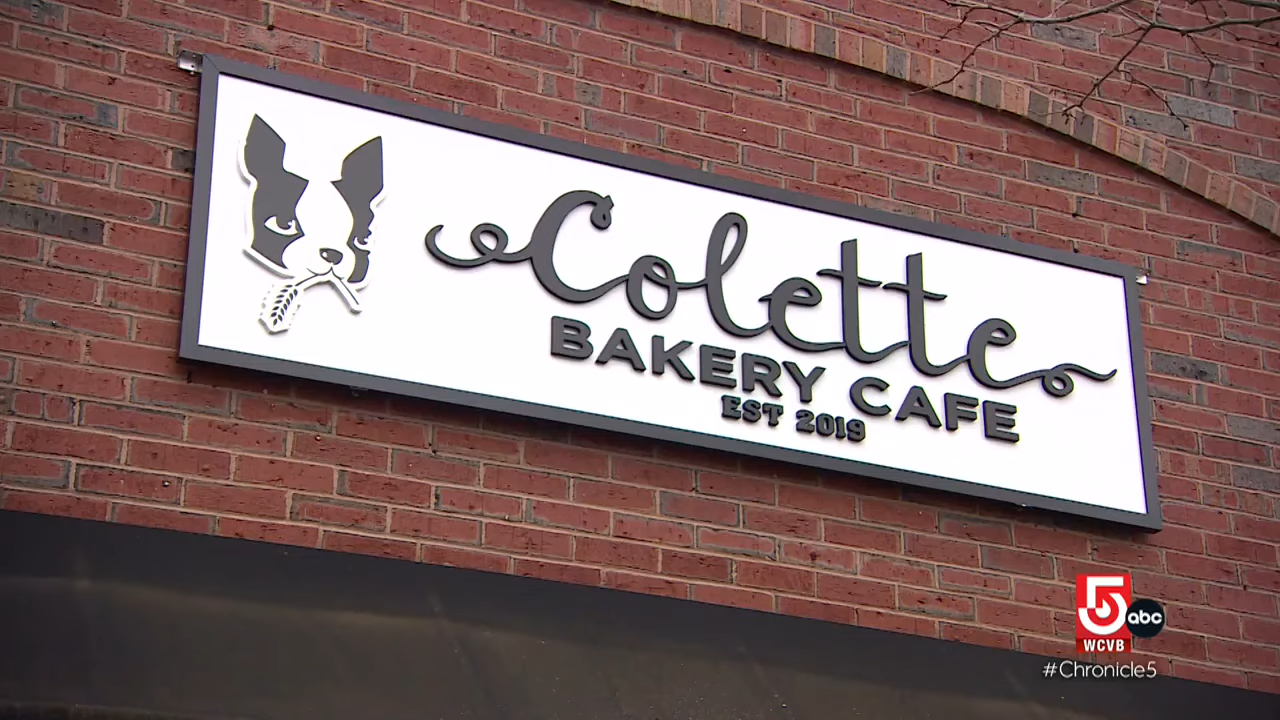 Colette
BAKERY CAFE
EST 2019
5 abc
WCVB
#Chronicle5